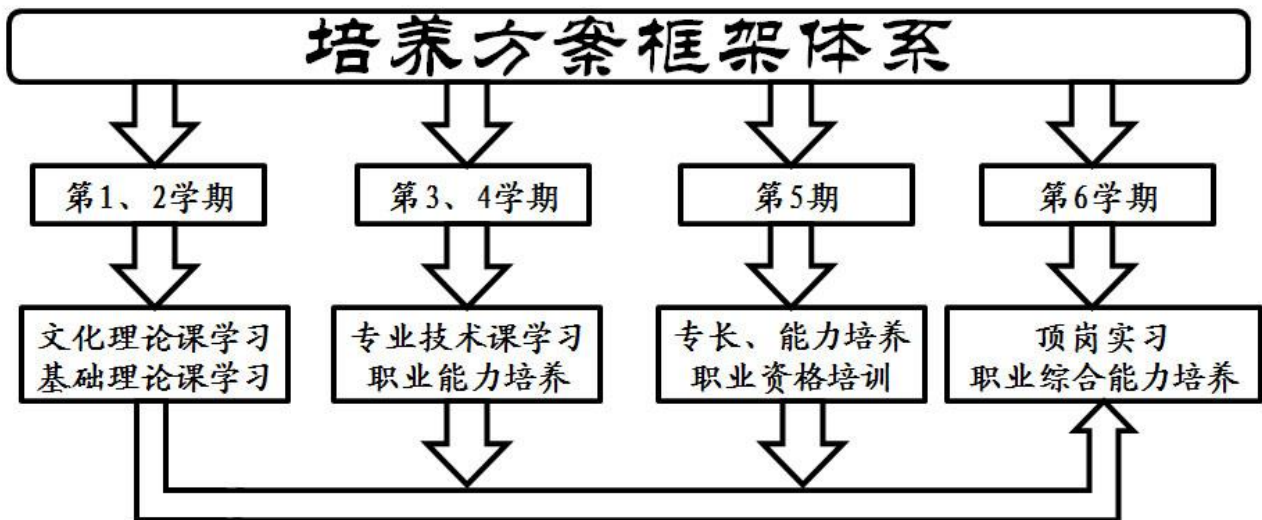 培养方案框架体系
第1、2学期
第3、4学期
第5期
第6学期
文化理论课学习
基础理论课学习
专业技术课学习
职业能力培养
专长、能力培养
职业资格培训
顶岗实习
职业综合能力培养